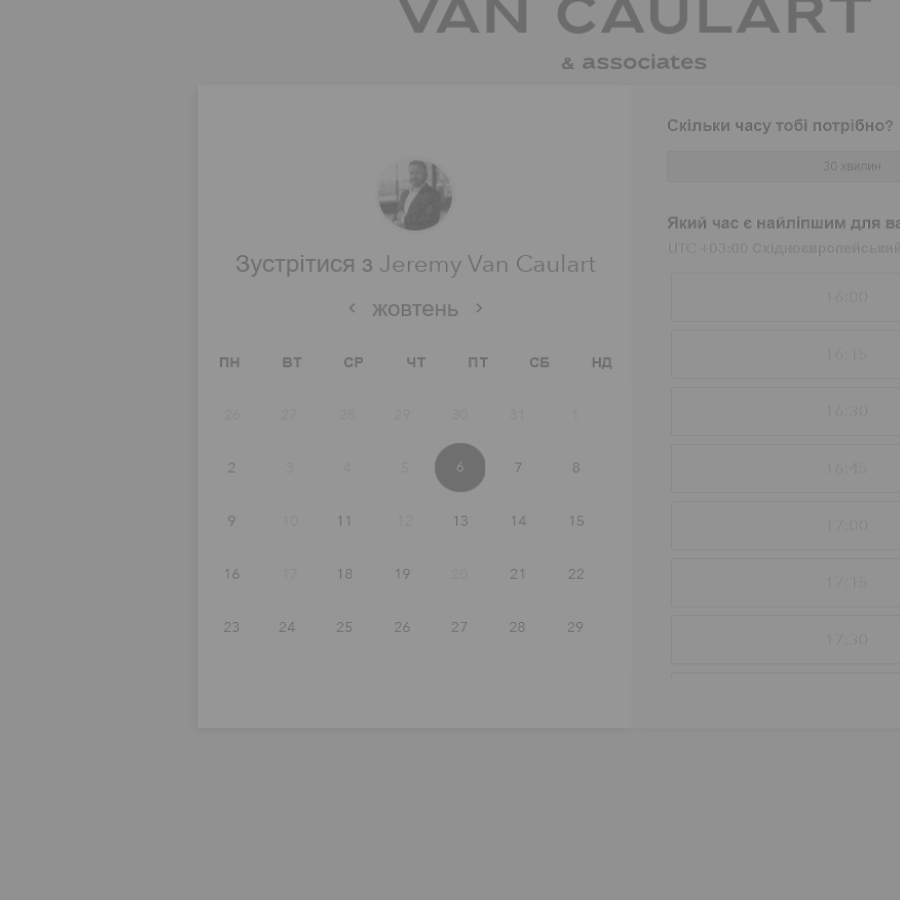 VAN CAULART
& associates
Зустрітися з Jeremy Van Caulart
жовтень
ПН ВТ СР ЧТ ПТ СБ НД
26 27 28 29 30 31 1
2 3 4 5 6 7 8
9 10 11 12 13 14 15
16 17 18 19 20 21 22
23 24 25 26 27 28 29
Скільки часу тобі потрібно?
30 хвилин
Який час є найліпшим для
UTC +03:00
16:00
16:15
16:30
16:45
17:00
17:15
17:30